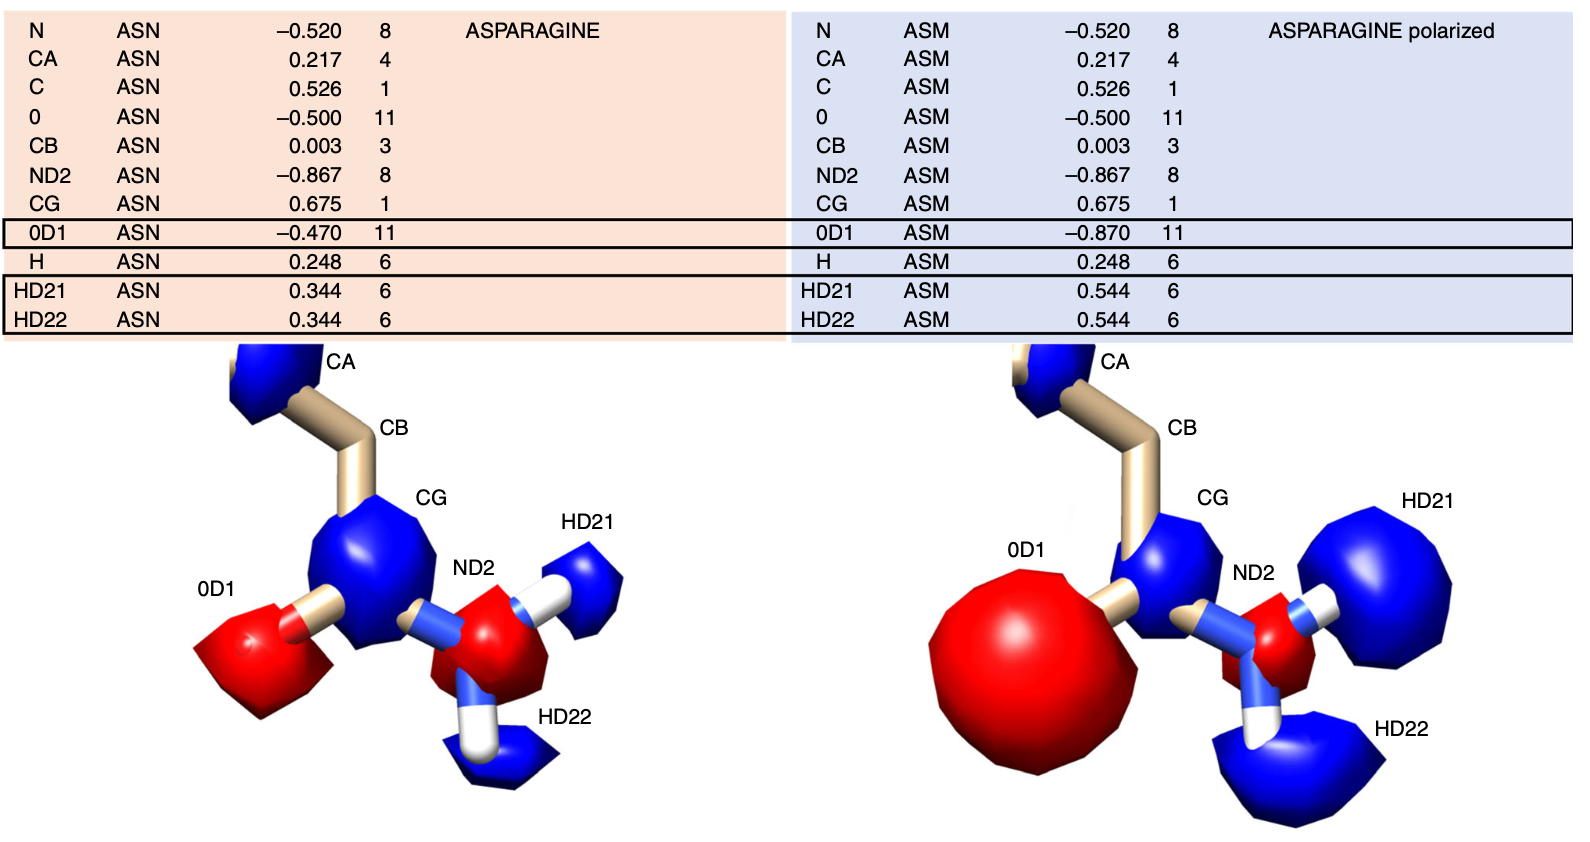 N ASN –0.520 8 ASPARAGINE
CA ASN 0.217 4
C ASN 0.526 1
0 ASN –0.500 11
CB ASN 0.003 3
ND2 ASN –0.867 8
CG ASN 0.675 1
0D1 ASN –0.470 11
H ASN 0.248 6
HD21 ASN 0.344 6
HD22 ASN 0.344 6
N ASM –0.520 8 ASPARAGINE polarized
CA ASM 0.217 4
C ASM 0.526 1
0 ASM –0.500 11
CB ASM 0.003 3
ND2 ASM –0.867 8
CG ASM 0.675 1
0D1 ASM –0.870 11
H ASM 0.248 6
HD21 ASM 0.544 6
HD22 ASM 0.544 6
CA
CB
CG
HD21
ND2
0D1
HD22
CA
CB
CG
HD21
0D1
ND2
HD22